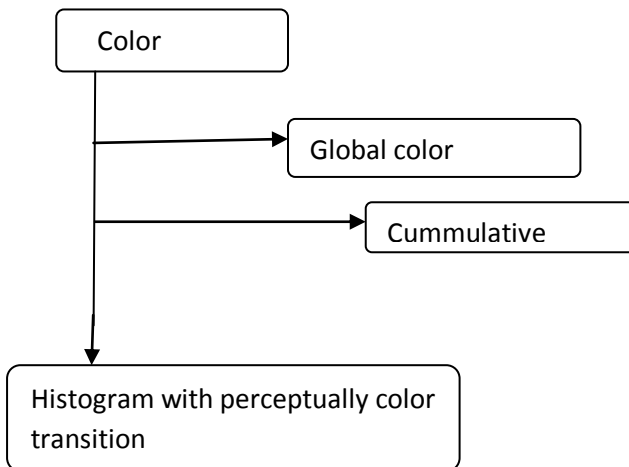 Color
Global color
Cummulative
Histogram with perceptually color
transition